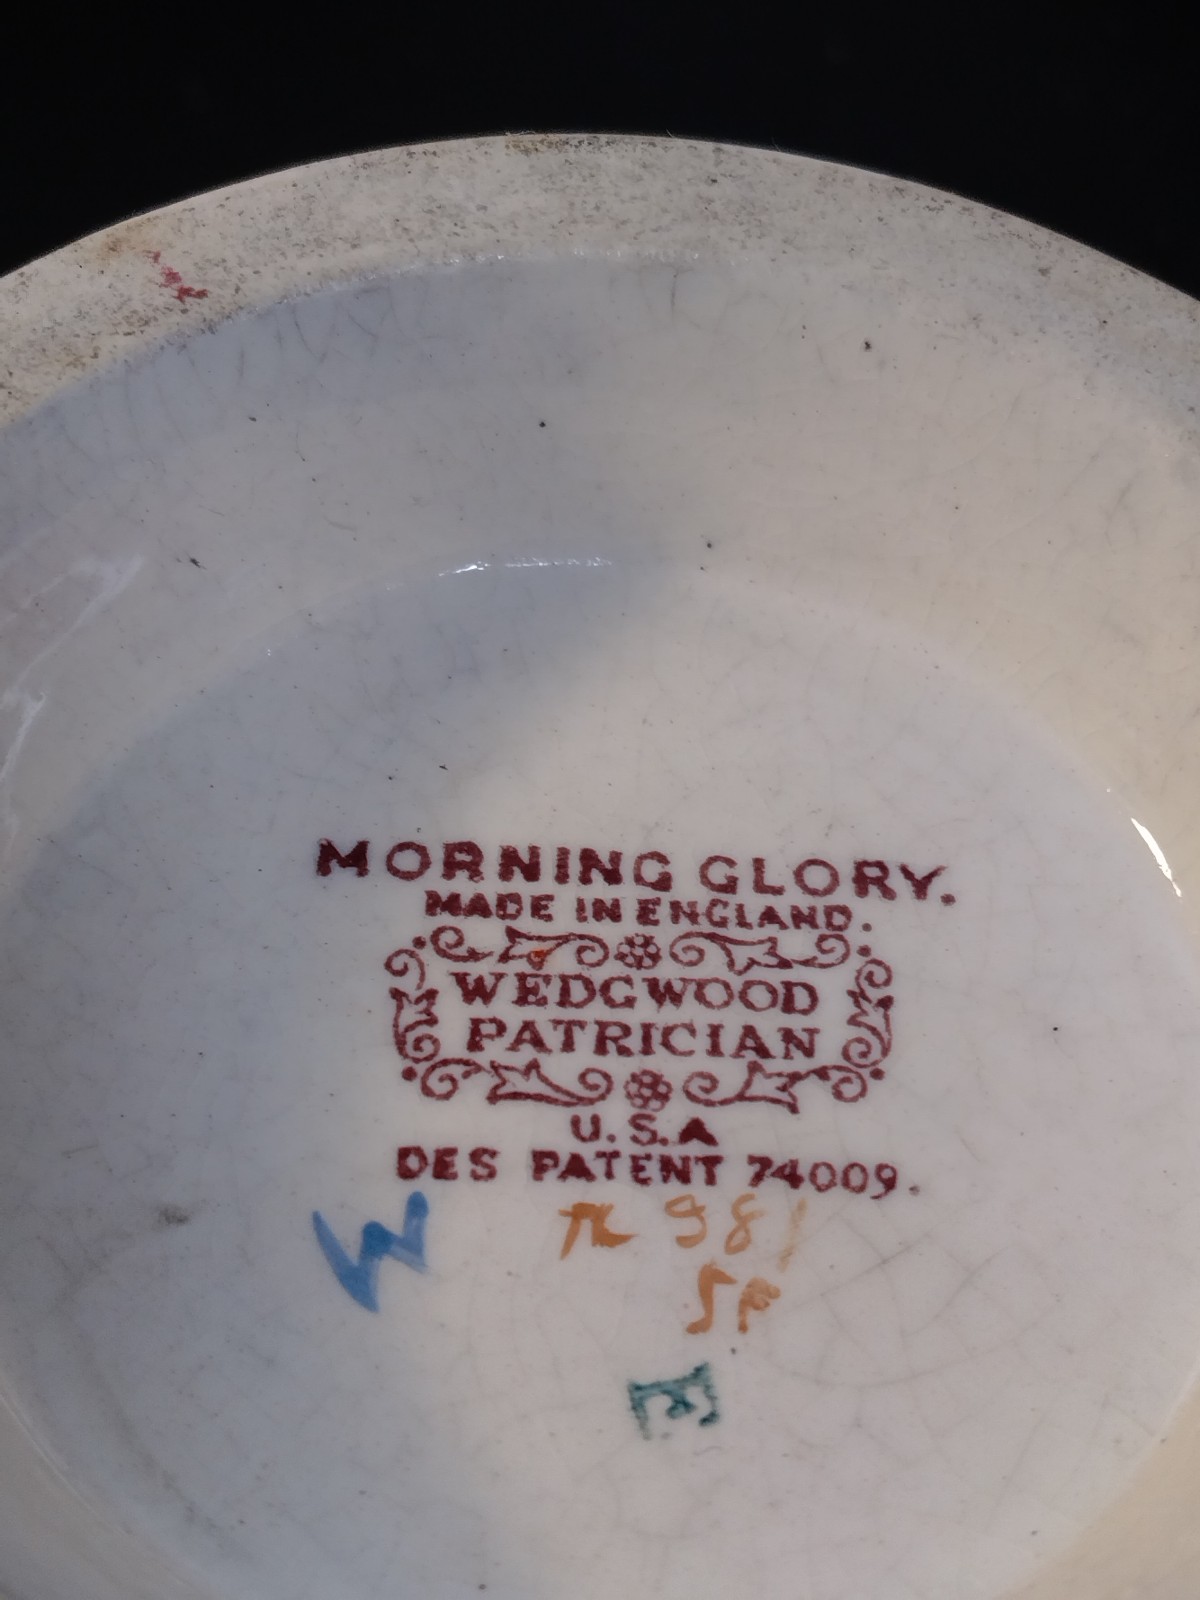 MORNING GLORY.
MADE IN ENGLAND.
WEDGWOOD
PATRICIAN
U.S.A
DES PATENT 74009.